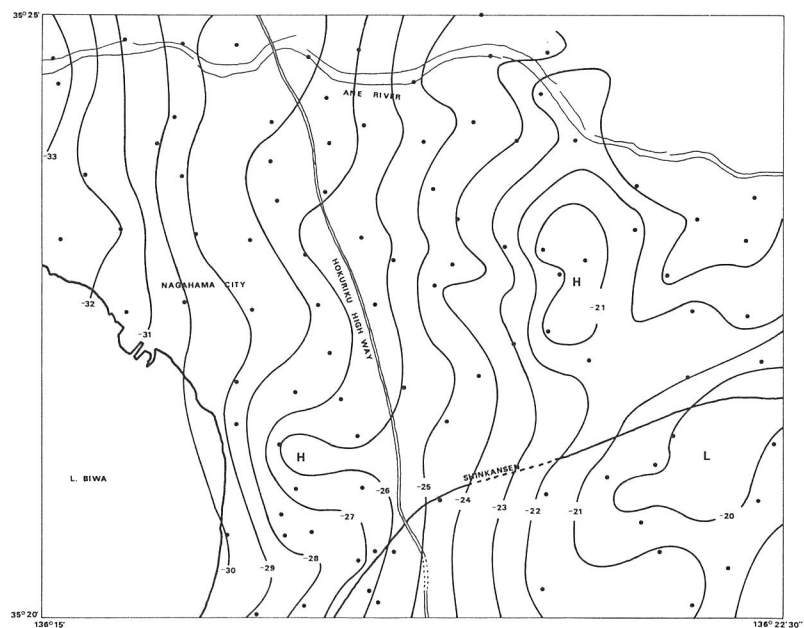 35° 25'
ANE RIVER
-33
H
NAGAHAMA CITY
HOKURIKU HIGH WAY
-32
-21
-31
H
L
L. BIWA
SHINKANSEN
-26
-25
-24
-23
-22
-21
-20
-27
-28
-29
-30
35° 20'
136° 15'
136° 22' 30"